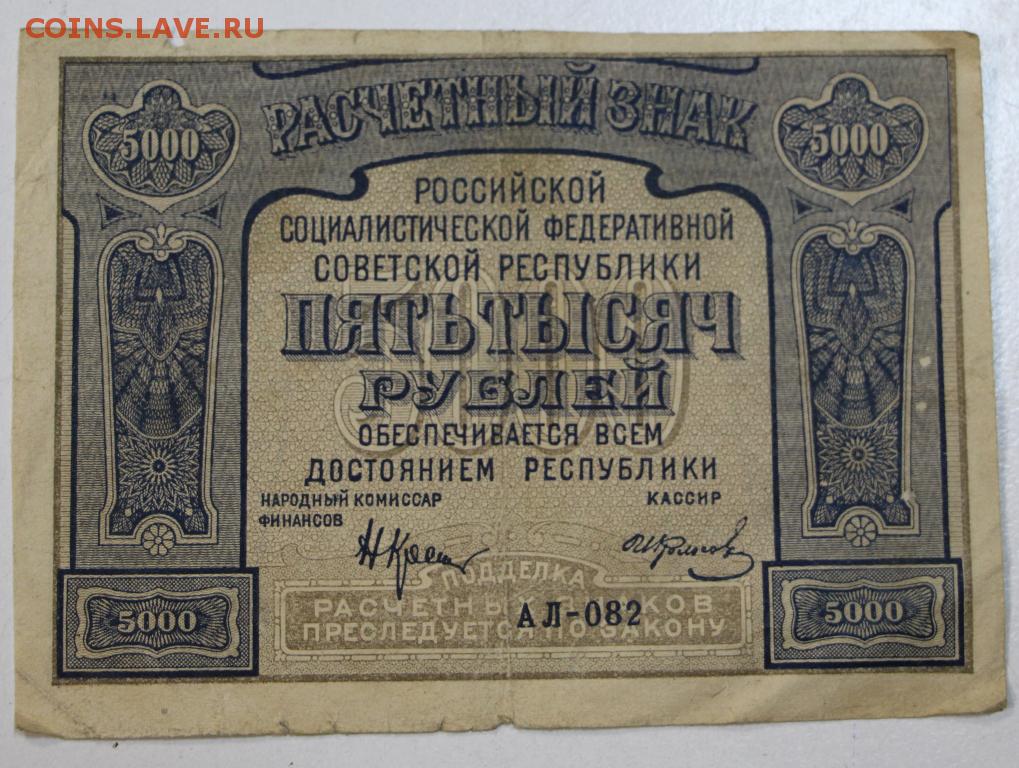 COINS.LAVE.RU
РАСЧЕТНЫЙ ЗНАК
5000 5000
РОССИЙСКОЙ
СОЦИАЛИСТИЧЕСКОЙ ФЕДЕРАТИВНОЙ
СОВЕТСКОЙ РЕСПУБЛИКИ
5000
ПЯТЬ ТЫСЯЧ
РУБЛЕЙ
ОБЕСПЕЧИВАЕТСЯ ВСЕМ
ДОСТОЯНИЕМ РЕСПУБЛИКИ
НАРОДНЫЙ КОМИССАР КАССИР
ФИНАНСОВ
ПОДДЕЛКА
РАСЧЕТНЫХ ЗНАКОВ
АЛ-082
ПРЕСЛЕДУЕТСЯ ПО ЗАКОНУ
5000 5000